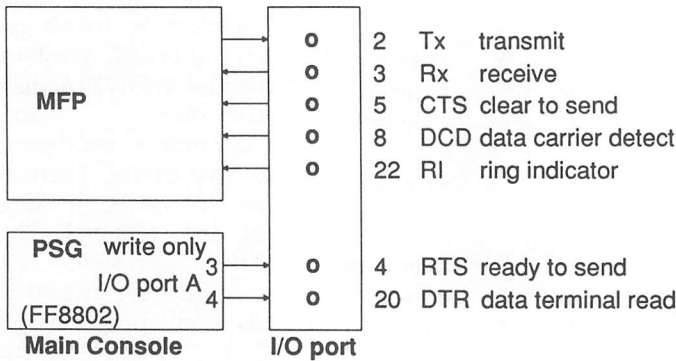 MFP
o 2 Tx transmit
o 3 Rx receive
o 5 CTS clear to send
o 8 DCD data carrier detect
o 22 RI ring indicator
PSG write only
3 o 4 RTS ready to send
I/O port A
4 o 20 DTR data terminal read
(FF8802)
Main Console I/O port